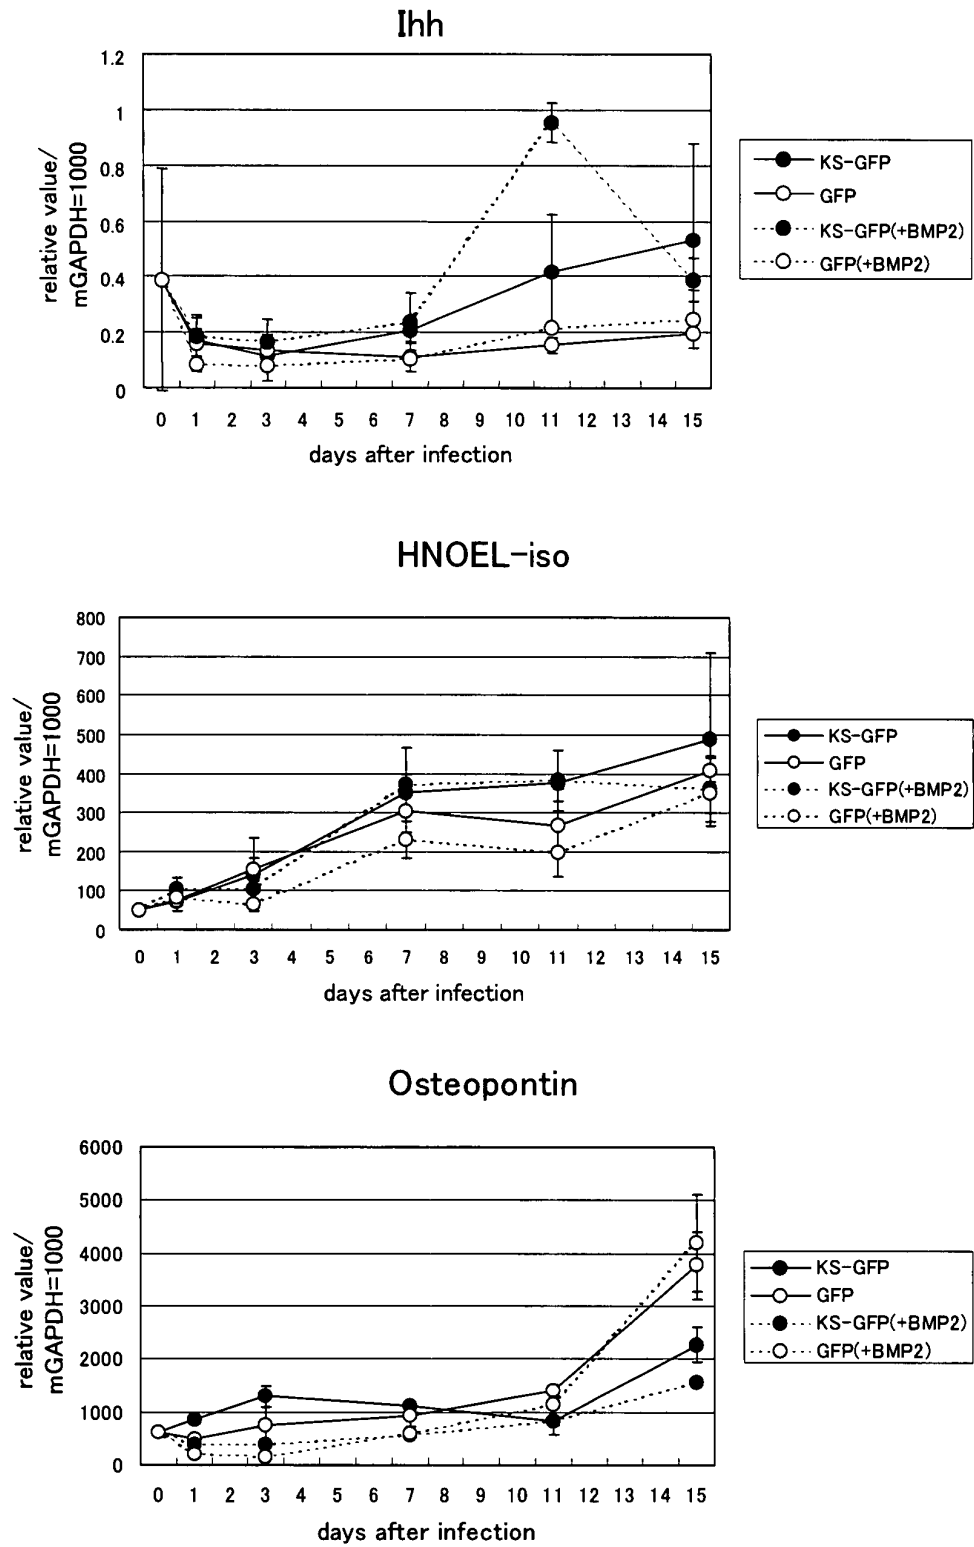 Ihh
relative value/
mGAPDH=1000
1.2
1
0.8
0.6
0.4
0.2
0
0 1 2 3 4 5 6 7 8 9 10 11 12 13 14 15
days after infection
KS-GFP
GFP
KS-GFP(+BMP2)
GFP(+BMP2)
HNOEL-iso
relative value/
mGAPDH=1000
800
700
600
500
400
300
200
100
0
0 1 2 3 4 5 6 7 8 9 10 11 12 13 14 15
days after infection
KS-GFP
GFP
KS-GFP(+BMP2)
GFP(+BMP2)
Osteopontin
relative value/
mGAPDH=1000
6000
5000
4000
3000
2000
1000
0
0 1 2 3 4 5 6 7 8 9 10 11 12 13 14 15
days after infection
KS-GFP
GFP
KS-GFP(+BMP2)
GFP(+BMP2)